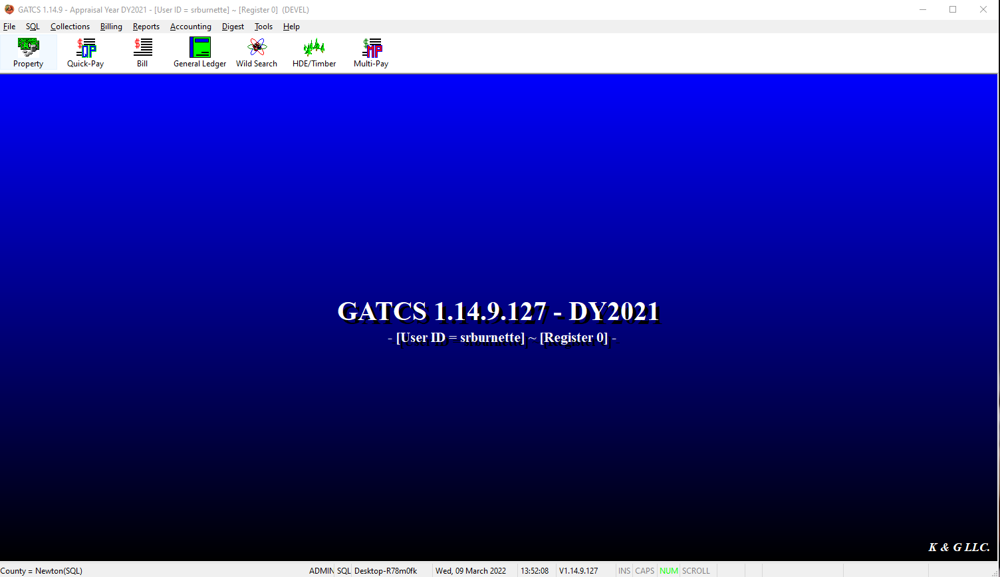 GATCS 1.14.9 - Appraisal Year DY2021 - [User ID = srburnette] ~ [Register 0]  (DEVEL)
File SQL Collections Billing Reports Accounting Digest Tools Help
$ QP $ $ MP
Property Quick-Pay Bill General Ledger Wild Search HDE/Timber Multi-Pay
GATCS 1.14.9.127 - DY2021
- [User ID = srburnette] ~ [Register 0] -
K & G LLC.
County = Newton(SQL) ADMIN SQL Desktop-R78m0fk Wed, 09 March 2022 13:52:08 V1.14.9.127 INS CAPS NUM SCROLL